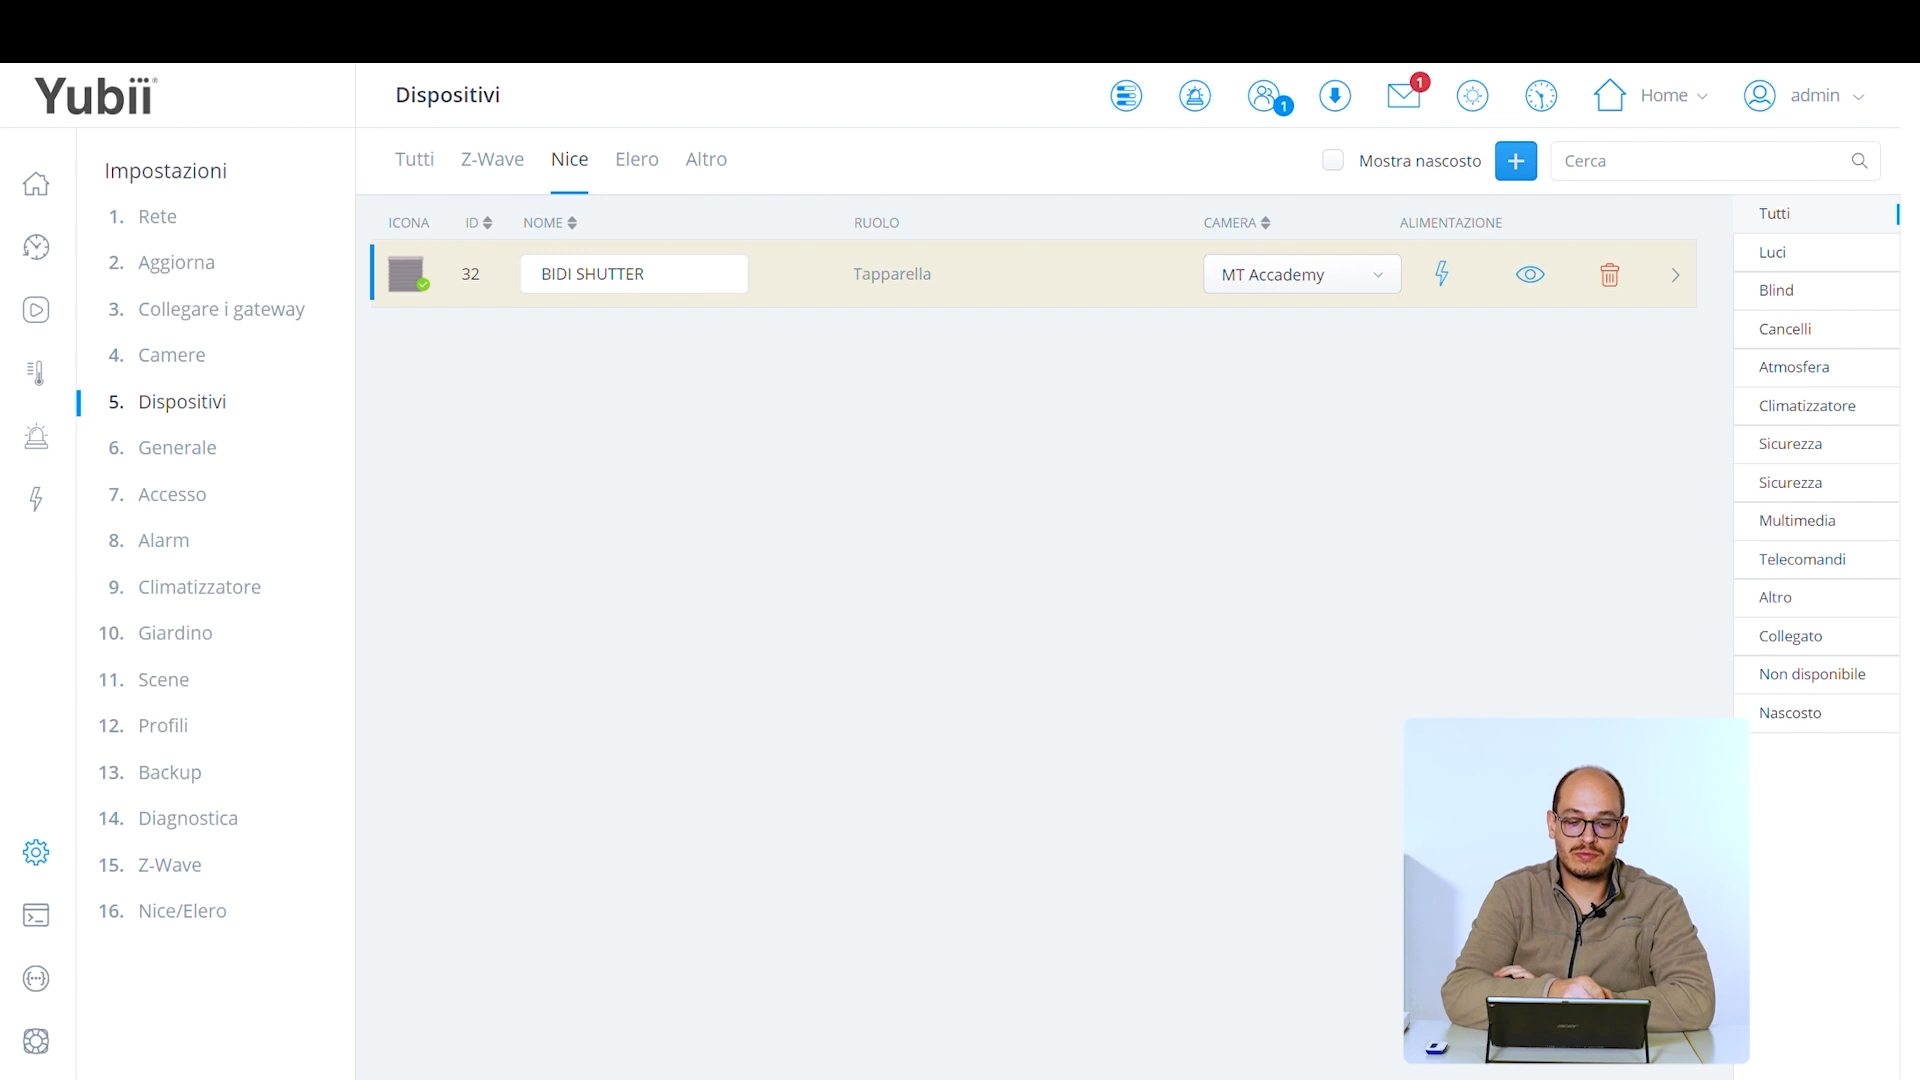 Yubii®
Dispositivi
1
1
Home
admin
Impostazioni
1. Rete
2. Aggiorna
3. Collegare i gateway
4. Camere
5. Dispositivi
6. Generale
7. Accesso
8. Alarm
9. Climatizzatore
10. Giardino
11. Scene
12. Profili
13. Backup
14. Diagnostica
15. Z-Wave
16. Nice/Elero
Tutti Z-Wave Nice Elero Altro
Mostra nascosto
+
Cerca
ICONA ID NOME RUOLO CAMERA ALIMENTAZIONE
32 BIDI SHUTTER Tapparella MT Accademy
Tutti
Luci
Blind
Cancelli
Atmosfera
Climatizzatore
Sicurezza
Sicurezza
Multimedia
Telecomandi
Altro
Collegato
Non disponibile
Nascosto
acer